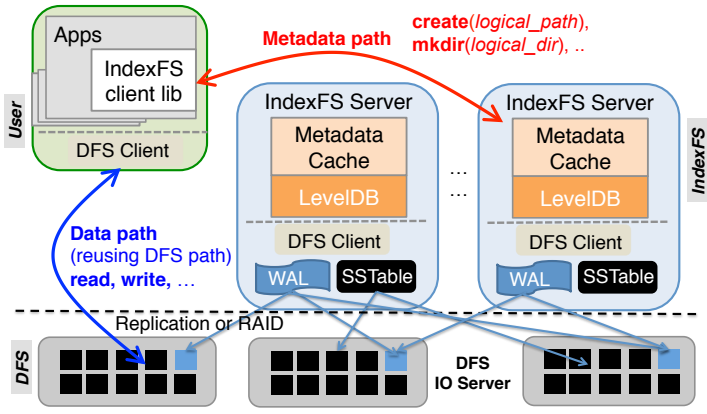 Apps
IndexFS
client lib
DFS Client
User
Metadata path
create(logical_path),
mkdir(logical_dir), ..
IndexFS Server
Metadata
Cache
LevelDB
DFS Client
WAL
SSTable
...
...
IndexFS Server
Metadata
Cache
LevelDB
DFS Client
WAL
SSTable
IndexFS
Data path
(reusing DFS path)
read, write, ...
Replication or RAID
DFS
DFS
IO Server